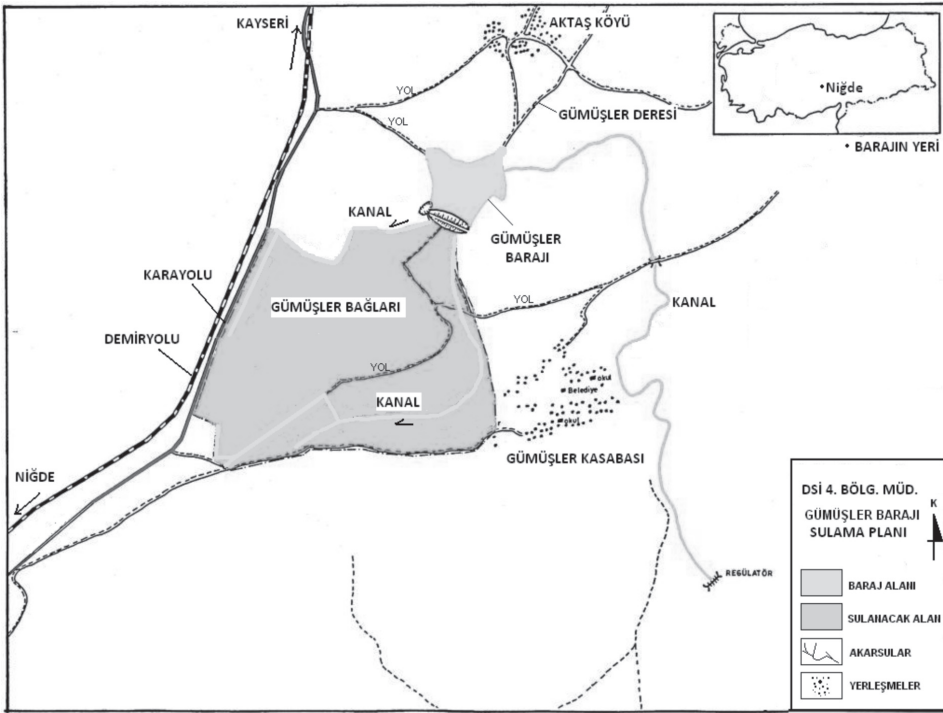 KAYSERİ
AKTAŞ KÖYÜ
Niğde
YOL
GÜMÜŞLER DERESİ
YOL
BARAJIN YERİ
KANAL
GÜMÜŞLER
BARAJI
KARAYOLU
GÜMÜŞLER BAĞLARI
YOL
KANAL
DEMİRYOLU
YOL
okul
Belediye
KANAL
okul
GÜMÜŞLER KASABASI
NİĞDE
REGÜLATÖR
DSİ 4. BÖLG. MÜD.
K
GÜMÜŞLER BARAJI
SULAMA PLANI
BARAJ ALANI
SULANACAK ALAN
AKARSULAR
YERLEŞMELER